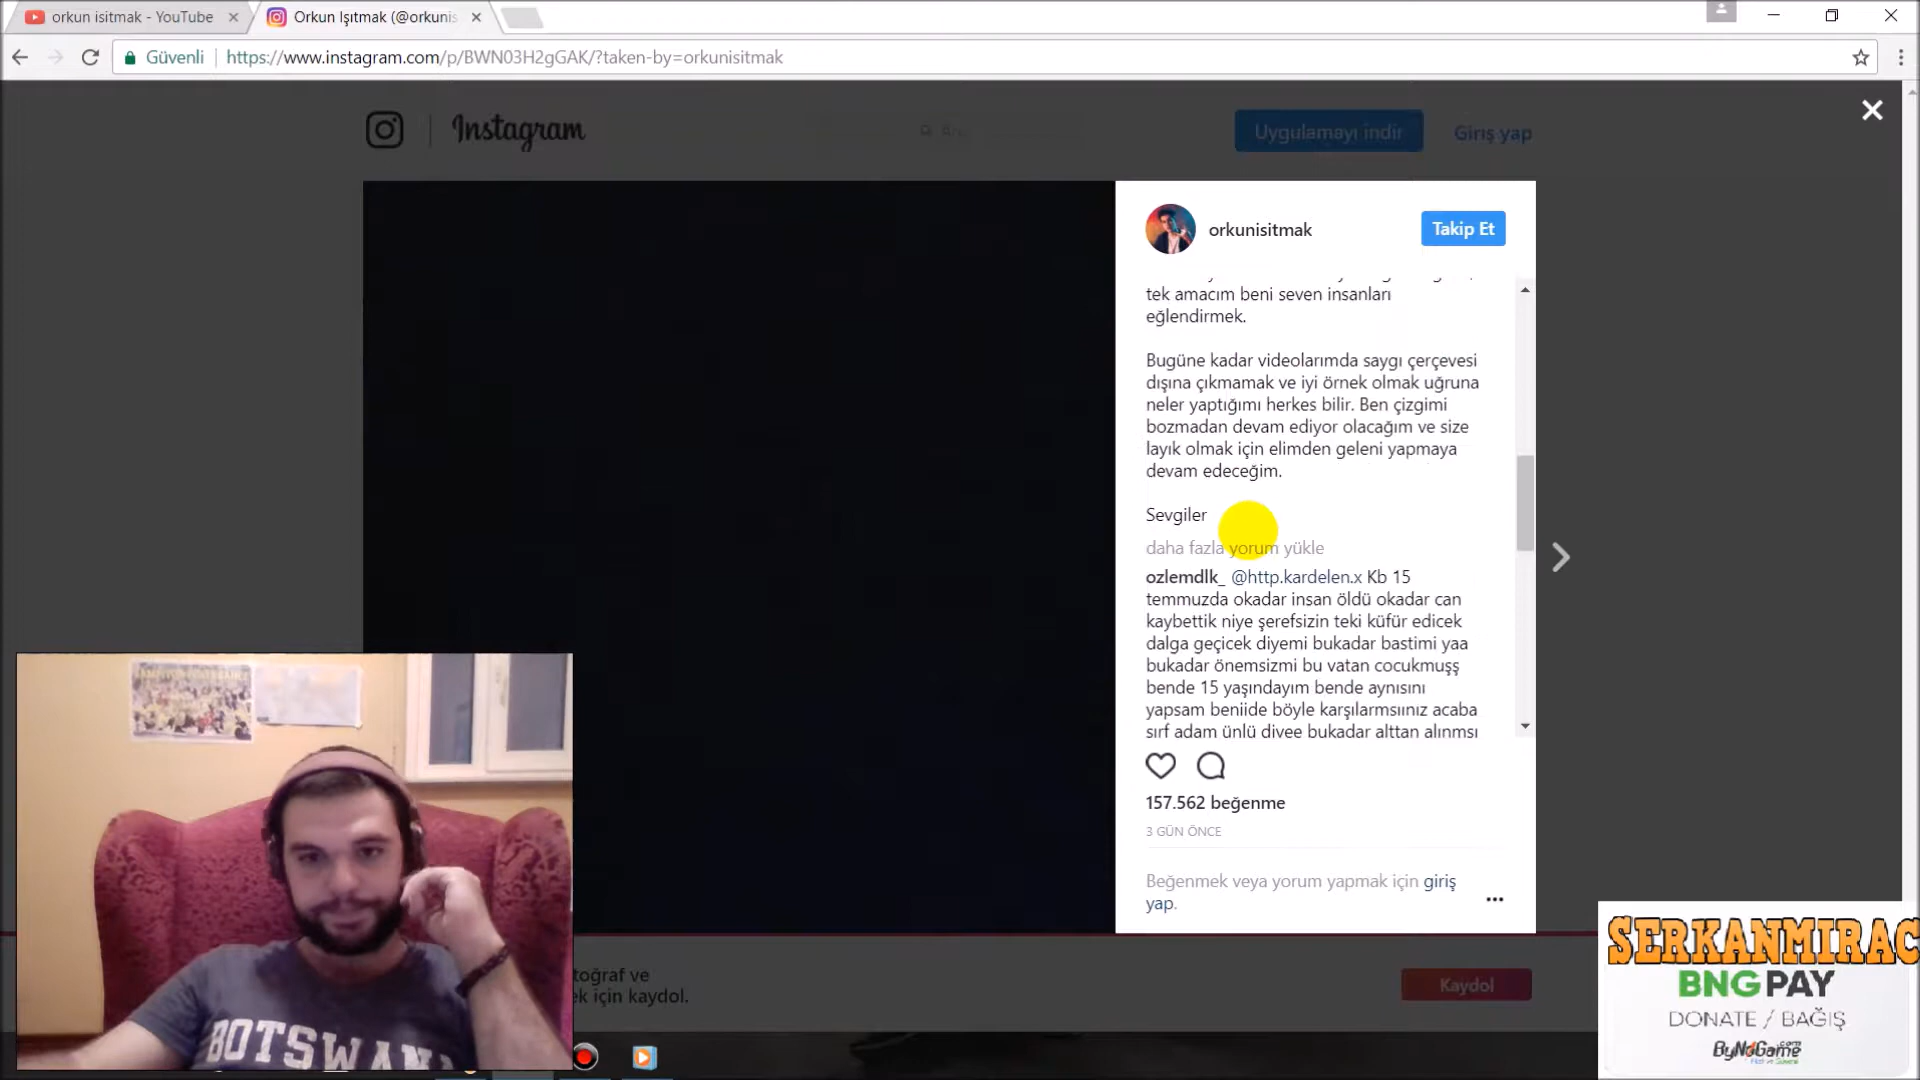 orkun isitmak - YouTube
Orkun Işıtmak (@orkunis
Güvenli
https://www.instagram.com/p/BWN03H2gGAK/?taken-by=orkunisitmak
Instagram
Uygulamayı indir
Giriş yap
orkunisitmak
Takip Et
tek amacım beni seven insanları
eğlendirmek.
Bugüne kadar videolarımda saygı çerçevesi
dışına çıkmamak ve iyi örnek olmak uğruna
neler yaptığımı herkes bilir. Ben çizgimi
bozmadan devam ediyor olacağım ve size
layık olmak için elimden geleni yapmaya
devam edeceğim.
Sevgiler
daha fazla yorum yükle
ozlemdlk_ @http.kardelen.x Kb 15
temmuzda okadar insan öldü okadar can
kaybettik niye şerefsizin teki küfür edicek
dalga geçicek diyemi bukadar bastimi yaa
bukadar önemsizmi bu vatan cocukmuşş
bende 15 yaşındayım bende aynısını
yapsam beniide böyle karşılarmsıınız acaba
sırf adam ünlü divee bukadar alttan alınmsı
157.562 beğenme
3 GÜN ÖNCE
Beğenmek veya yorum yapmak için giriş
yap.
toğraf ve
k için kaydol.
Kaydol
BOTSWANA
SERKANMIRAC
BNGPAY
DONATE / BAĞIŞ
ByNoGame.com